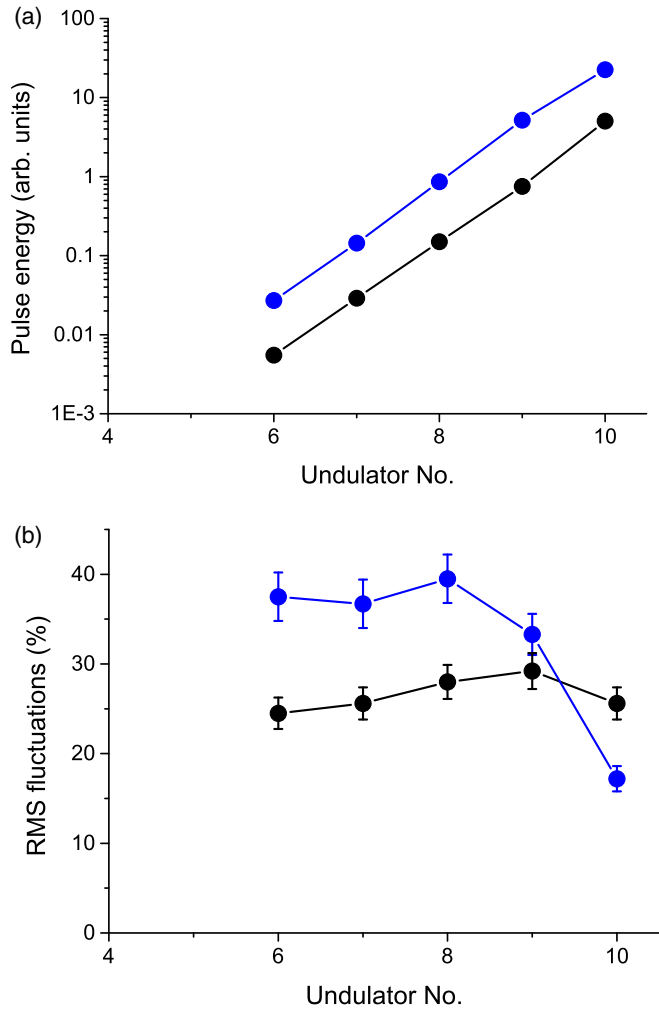 (a)
100
10
1
0.1
0.01
1E-3
4 6 8 10
Undulator No.
Pulse energy (arb. units)
(b)
40
30
20
10
0
4 6 8 10
Undulator No.
RMS fluctuations (%)